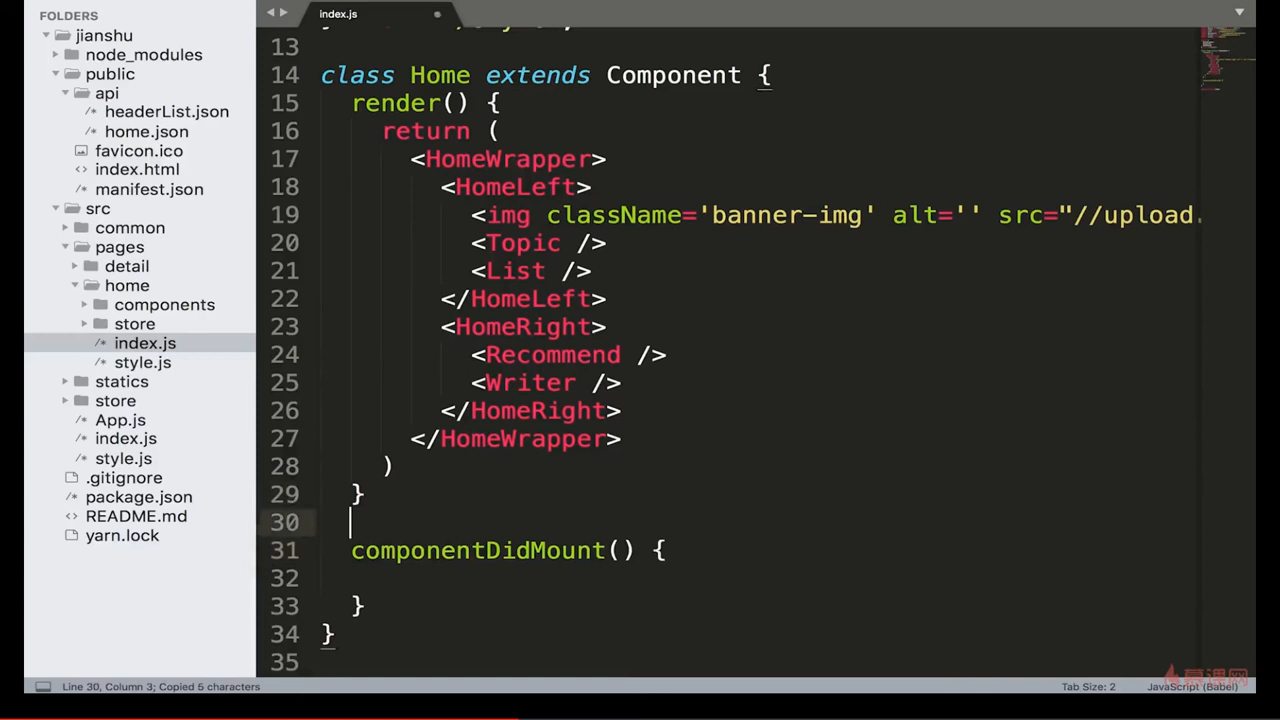 FOLDERS
jianshu
node_modules
public
api
headerList.json
home.json
favicon.ico
index.html
manifest.json
src
common
pages
detail
home
components
store
index.js
style.js
statics
store
App.js
index.js
style.js
.gitignore
package.json
README.md
yarn.lock
index.js
13
14 class Home extends Component {
15 render() {
16 return (
17 <HomeWrapper>
18 <HomeLeft>
19 <img className='banner-img' alt='' src="//upload.
20 <Topic />
21 <List />
22 </HomeLeft>
23 <HomeRight>
24 <Recommend />
25 <Writer />
26 </HomeRight>
27 </HomeWrapper>
28 )
29 }
30
31 componentDidMount() {
32
33 }
34 }
35
慕课网
Line 30, Column 3; Copied 5 characters
Tab Size: 2
JavaScript (Babel)